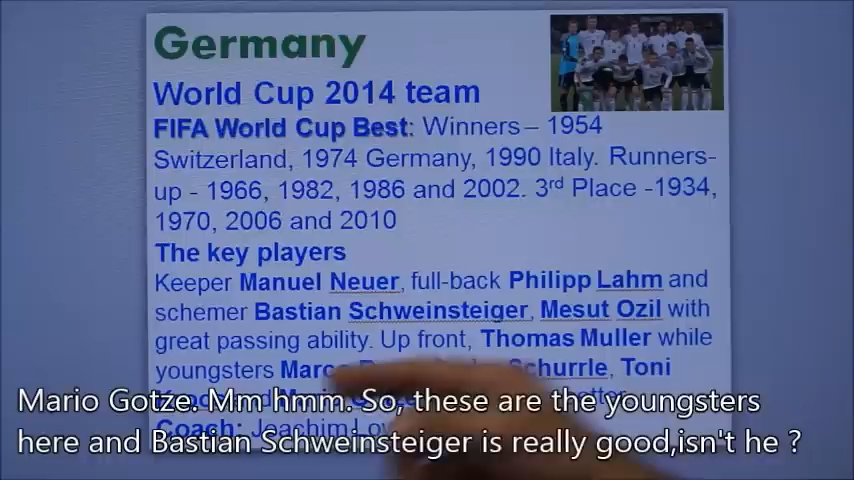 Germany
World Cup 2014 team
FIFA World Cup Best: Winners – 1954
Switzerland, 1974 Germany, 1990 Italy. Runners-
up - 1966, 1982, 1986 and 2002. 3rd Place -1934,
1970, 2006 and 2010
The key players
Keeper Manuel Neuer, full-back Philipp Lahm and
schemer Bastian Schweinsteiger, Mesut Ozil with
great passing ability. Up front, Thomas Muller while
youngsters Marco Schurrle, Toni
Coach: Joachim
Mario Gotze. Mm hmm. So, these are the youngsters
here and Bastian Schweinsteiger is really good,isn't he ?